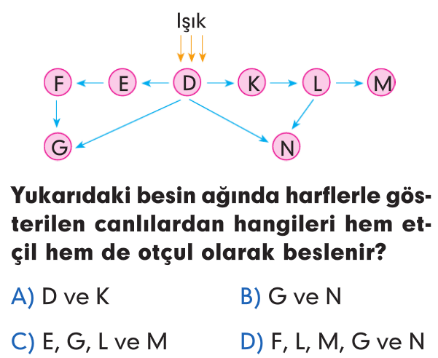 Işık
F E D K L M
G N
Yukarıdaki besin ağında harflerle gös-
terilen canlılardan hangileri hem et-
çil hem de otçul olarak beslenir?
A) D ve K B) G ve N
C) E, G, L ve M D) F, L, M, G ve N